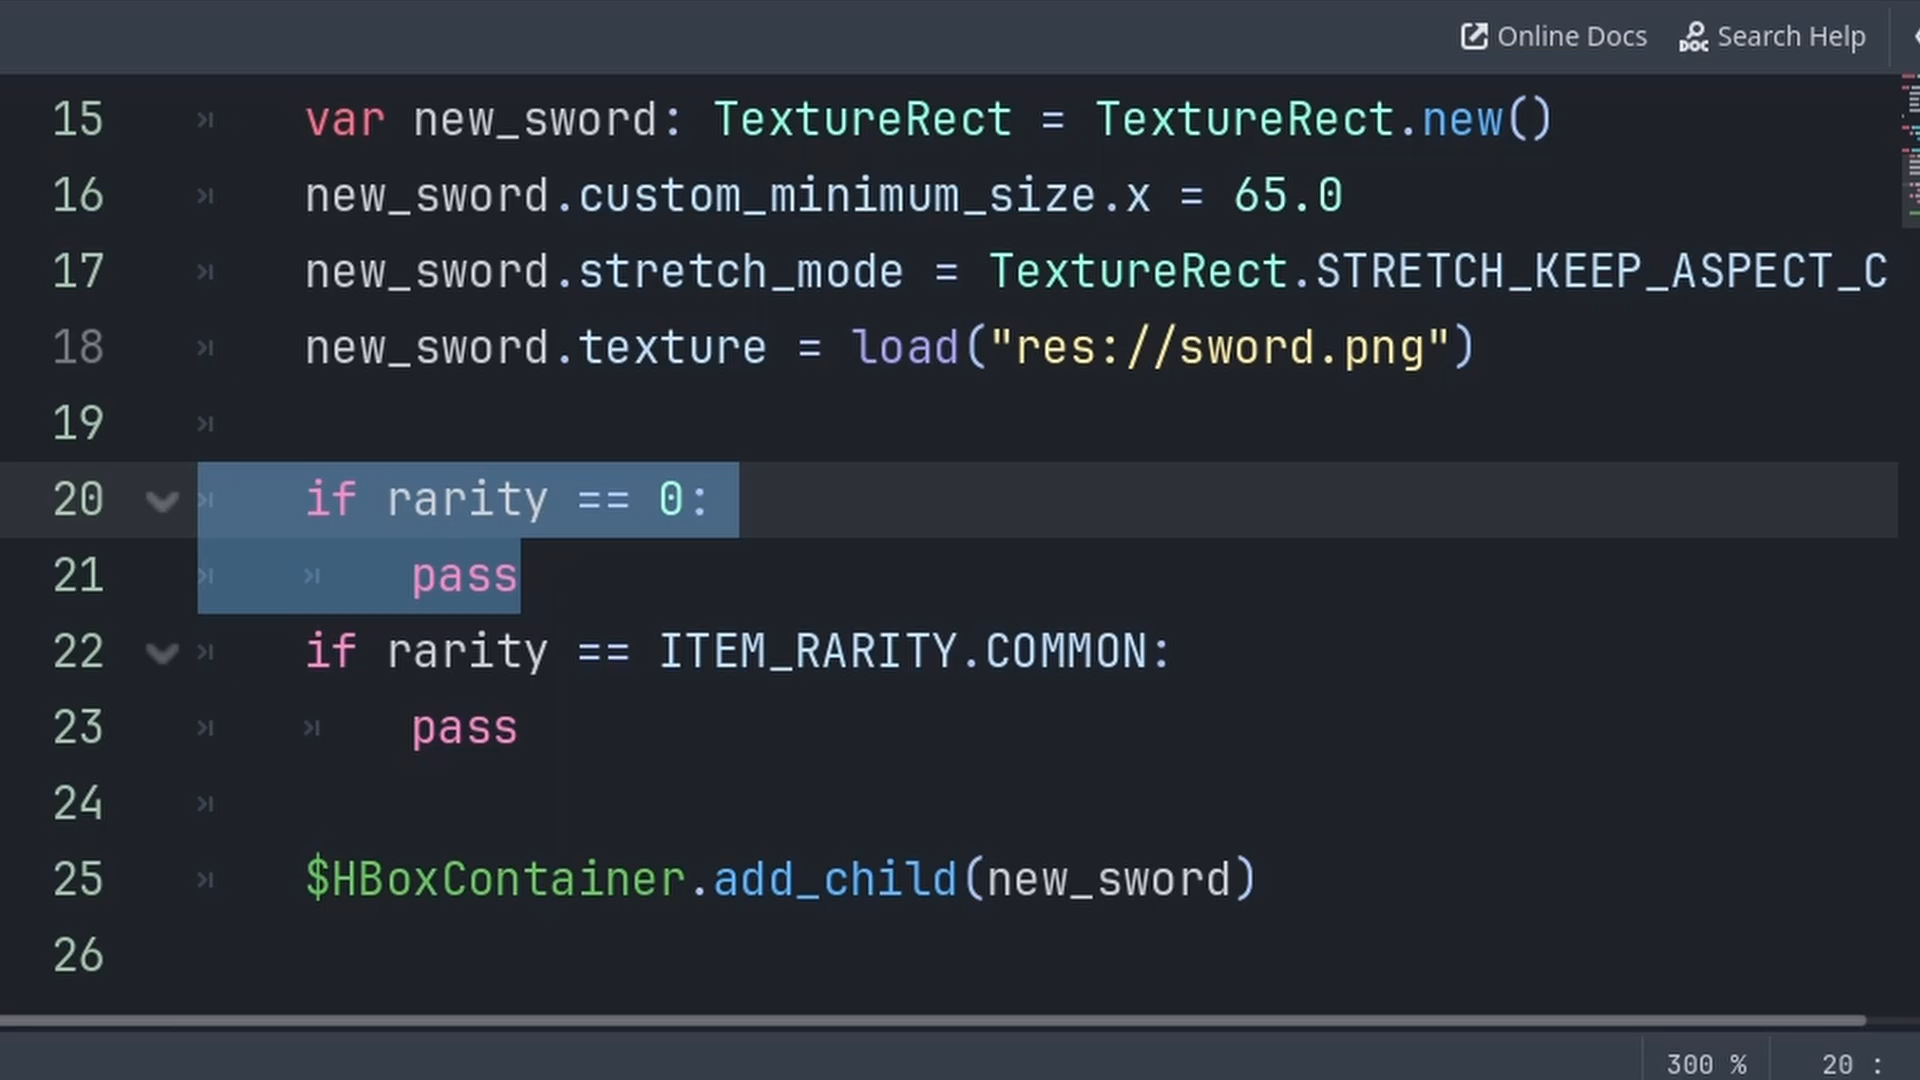 Online Docs Search Help
15 var new_sword: TextureRect = TextureRect.new()
16 new_sword.custom_minimum_size.x = 65.0
17 new_sword.stretch_mode = TextureRect.STRETCH_KEEP_ASPECT_C
18 new_sword.texture = load("res://sword.png")
19
20 if rarity == 0:
21 pass
22 if rarity == ITEM_RARITY.COMMON:
23 pass
24
25 $HBoxContainer.add_child(new_sword)
26
300 % 20 :